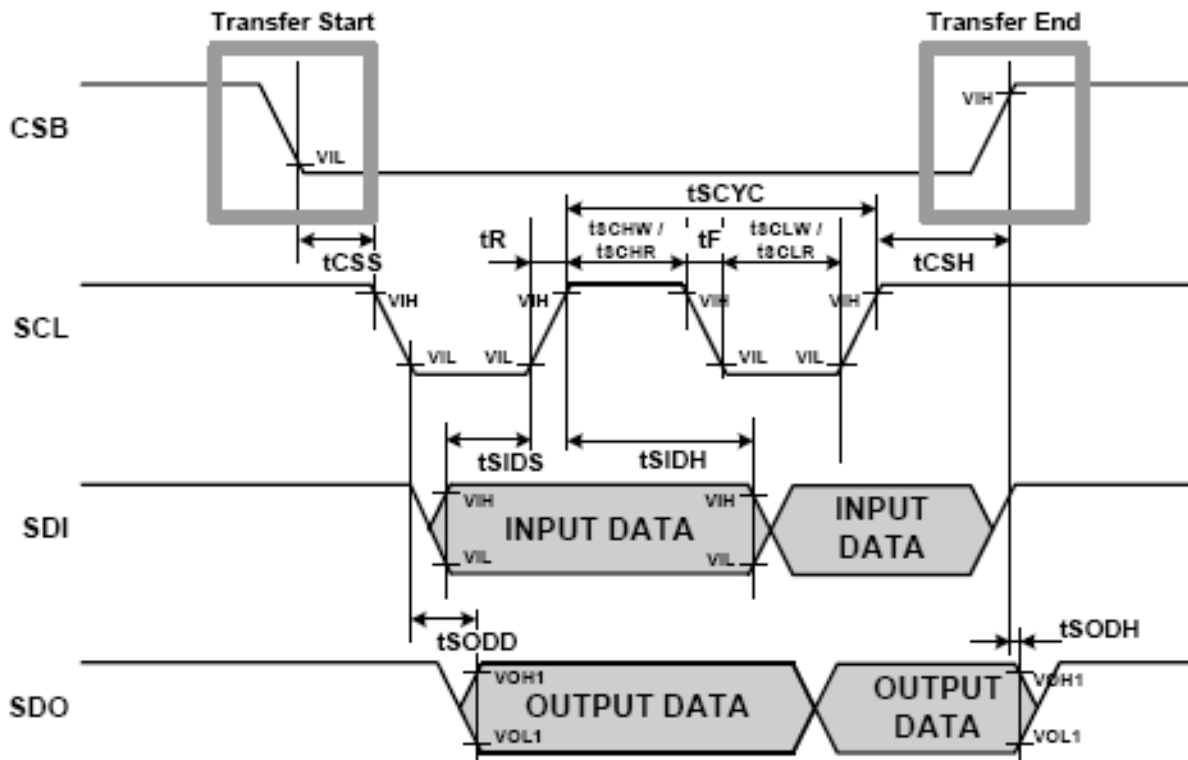 Transfer Start
Transfer End
CSB
VIL
VIH
tSCYC
tCSS
tR
tSCHW /
tSCHR
tF
tSCLW /
tSCLR
tCSH
SCL
VIH
VIL
VIL
VIH
VIH
VIL
VIL
VIH
tSIDS
tSIDH
SDI
VIH
VIL
INPUT DATA
VIH
VIL
INPUT
DATA
tSODD
tSODH
SDO
VOH1
VOL1
OUTPUT DATA
OUTPUT
DATA
VOH1
VOL1